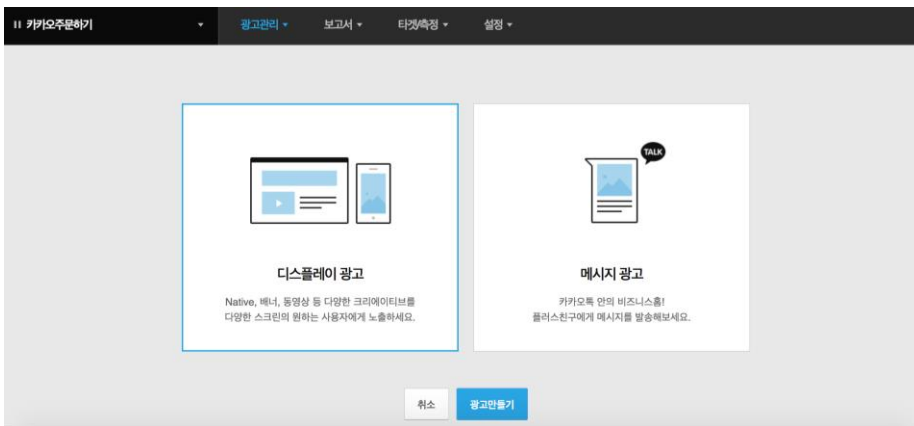 카카오주문하기
광고관리
보고서
타겟/측정
설정
TALK
디스플레이 광고
Native, 배너, 동영상 등 다양한 크리에이티브를
다양한 스크린의 원하는 사용자에게 노출하세요.
메시지 광고
카카오톡 안의 비즈니스홈!
플러스친구에게 메시지를 발송해보세요.
취소
광고만들기